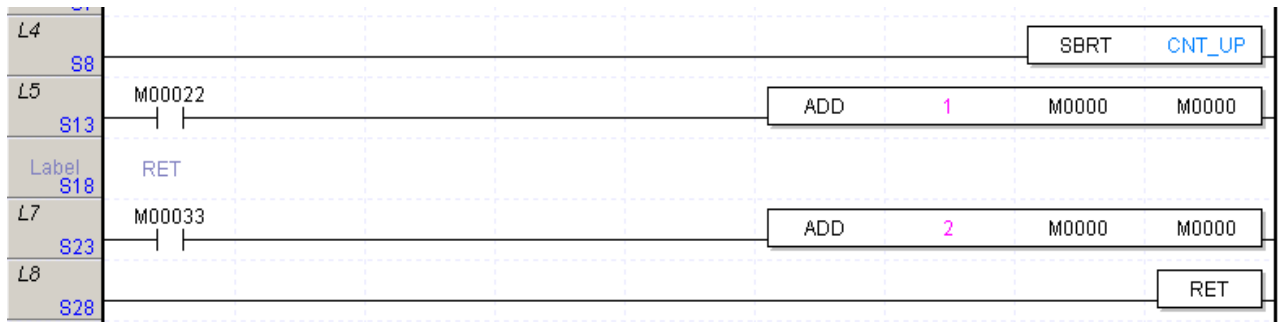 L4
SBRT CNT_UP
S8
L5
M00022
ADD 1 M0000 M0000
S13
Label RET
S18
L7
M00033
ADD 2 M0000 M0000
S23
L8
RET
S28